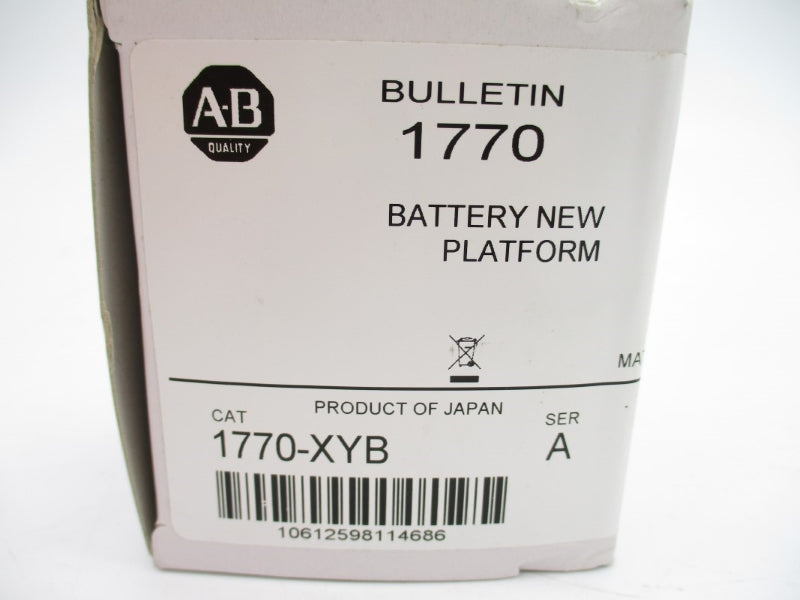 A-B
QUALITY
BULLETIN
1770
BATTERY NEW
PLATFORM
MA
PRODUCT OF JAPAN
CAT
1770-XYB
SER
A
10612598114686